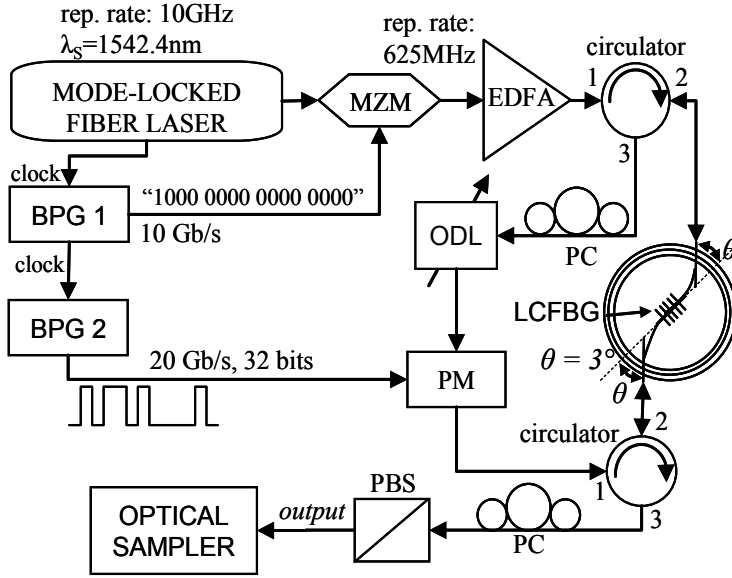 rep. rate: 10GHz
λS=1542.4nm
rep. rate:
625MHz
circulator
MODE-LOCKED
FIBER LASER
MZM
EDFA
1
2
3
clock
"1000 0000 0000 0000"
BPG 1
10 Gb/s
ODL
PC
clock
θ
LCFBG
BPG 2
20 Gb/s, 32 bits
θ = 3°
PM
θ
2
circulator
1
3
PBS
output
PC
OPTICAL
SAMPLER